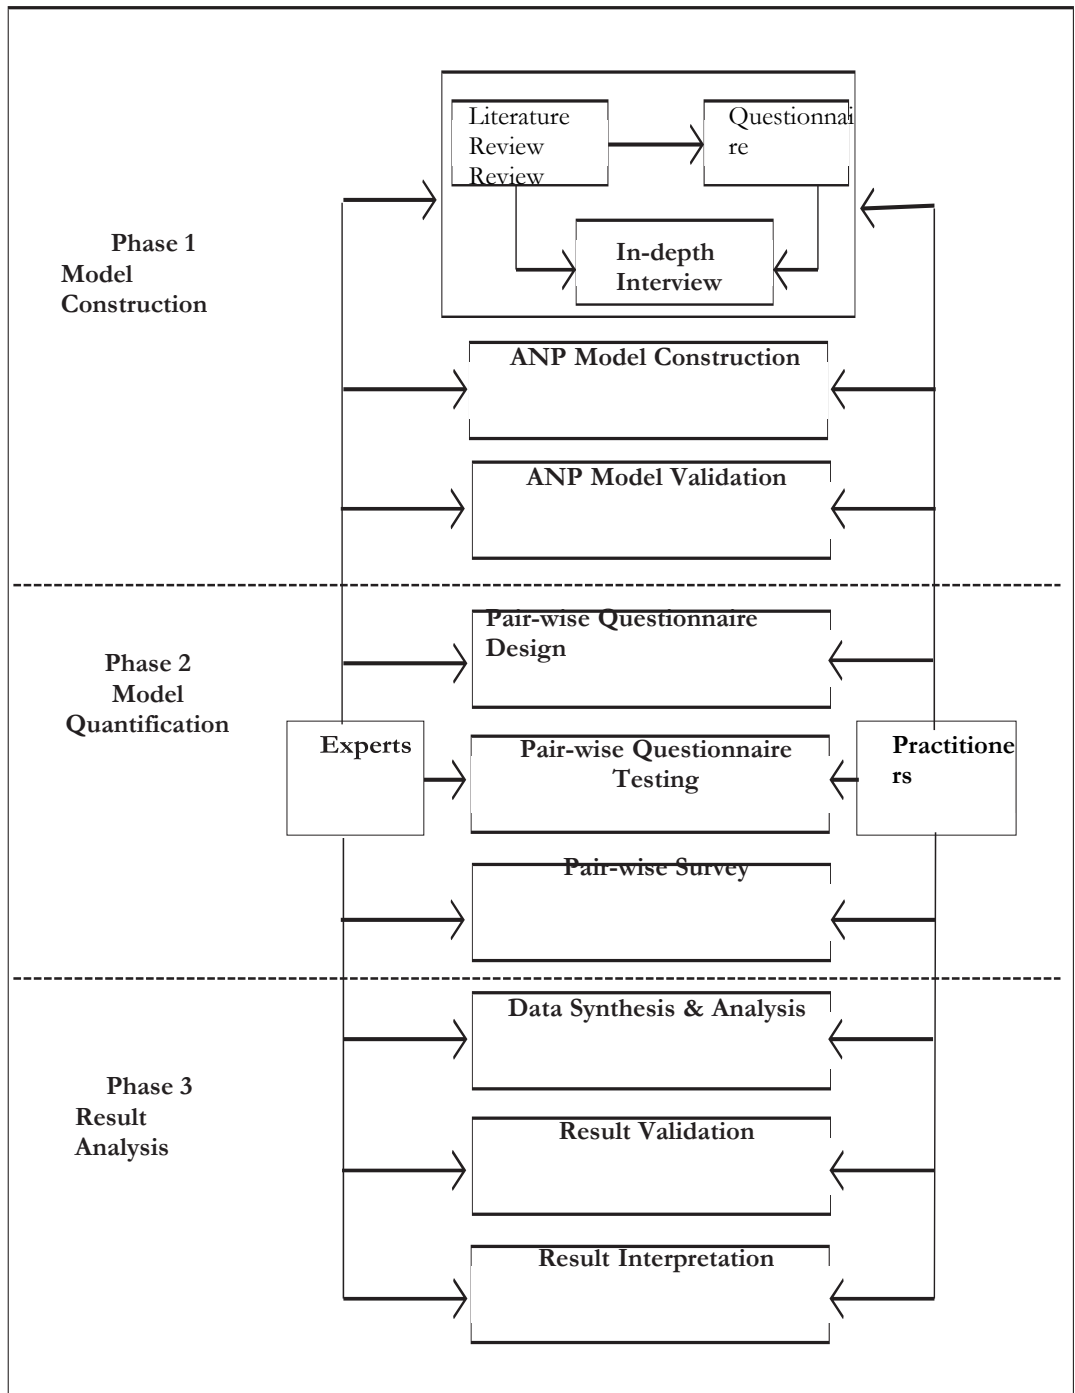 Literature
Review
Review
Questionnai
re
In-depth
Interview
Phase 1
Model
Construction
ANP Model Construction
ANP Model Validation
Pair-wise Questionnaire
Design
Phase 2
Model
Quantification
Experts
Pair-wise Questionnaire
Testing
Practitione
rs
Pair-wise Survey
Data Synthesis & Analysis
Phase 3
Result
Analysis
Result Validation
Result Interpretation